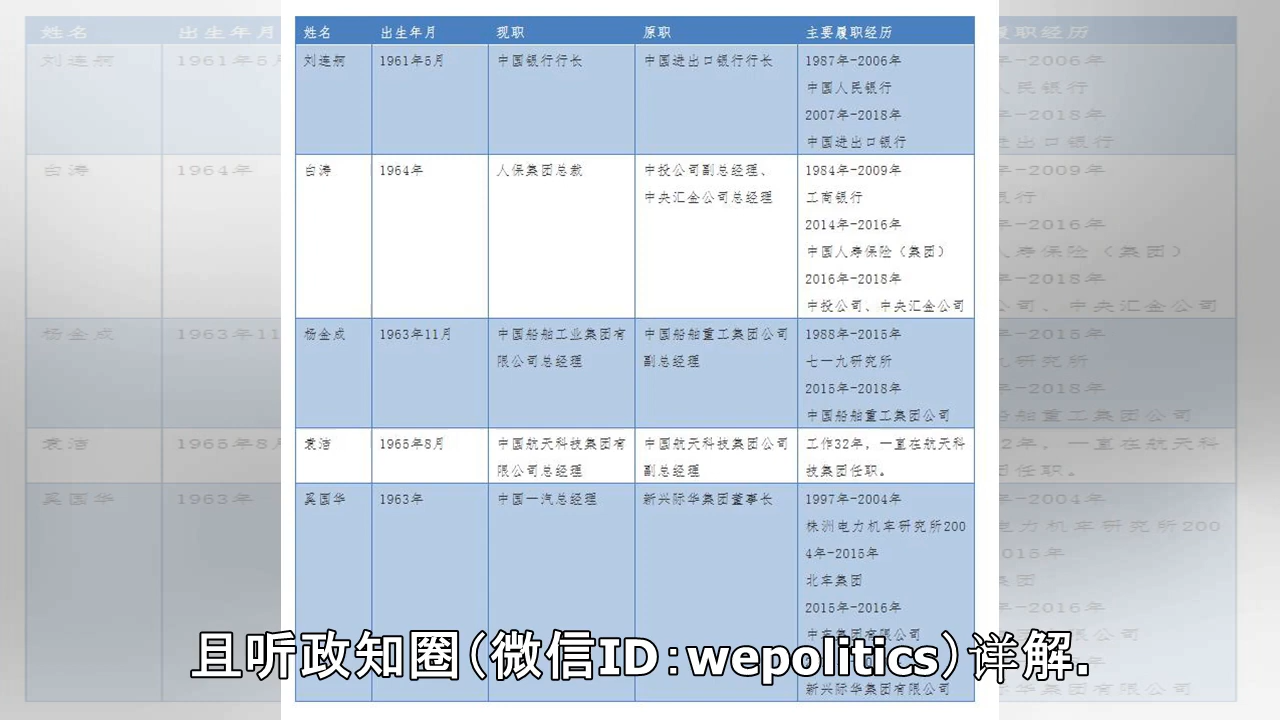 姓名 出生年月 现职 原职 主要履职经历
刘连舸 1961年5月 中国银行行长 中国进出口银行行长 1987年-2006年
中国人民银行
2007年-2018年
中国进出口银行
白涛 1964年 人保集团总裁 中投公司副总经理、 1984年-2009年
中央汇金公司总经理 工商银行
2014年-2016年
中国人寿保险（集团）
2016年-2018年
中投公司、中央汇金公司
杨金成 1963年11月 中国船舶工业集团有 中国船舶重工集团公司 1988年-2015年
限公司总经理 副总经理 七一九研究所
2015年-2018年
中国船舶重工集团公司
袁洁 1965年8月 中国航天科技集团有 中国航天科技集团公司 工作32年，一直在航天科
限公司总经理 副总经理 技集团任职。
奚国华 1963年 中国一汽总经理 新兴际华集团董事长 1997年-2004年
株洲电力机车研究所200
4年-2015年
北车集团
2015年-2016年
中车集团有限公司
新兴际华集团有限公司
且听政知圈（微信ID：wepolitics）详解.